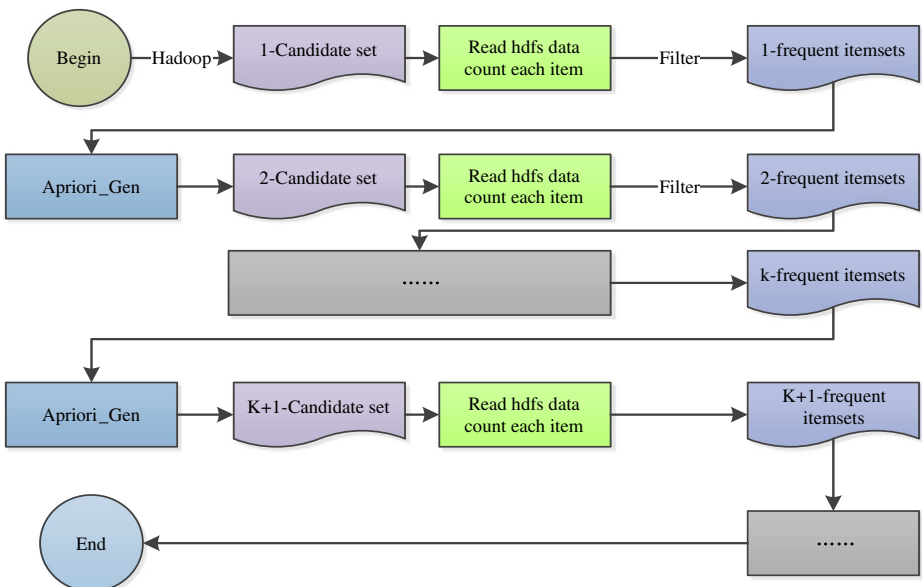 Begin
Hadoop
1-Candidate set
Read hdfs data
count each item
Filter
1-frequent itemsets
Apriori_Gen
2-Candidate set
Read hdfs data
count each item
Filter
2-frequent itemsets
......
k-frequent itemsets
Apriori_Gen
K+1-Candidate set
Read hdfs data
count each item
K+1-frequent
itemsets
End
......